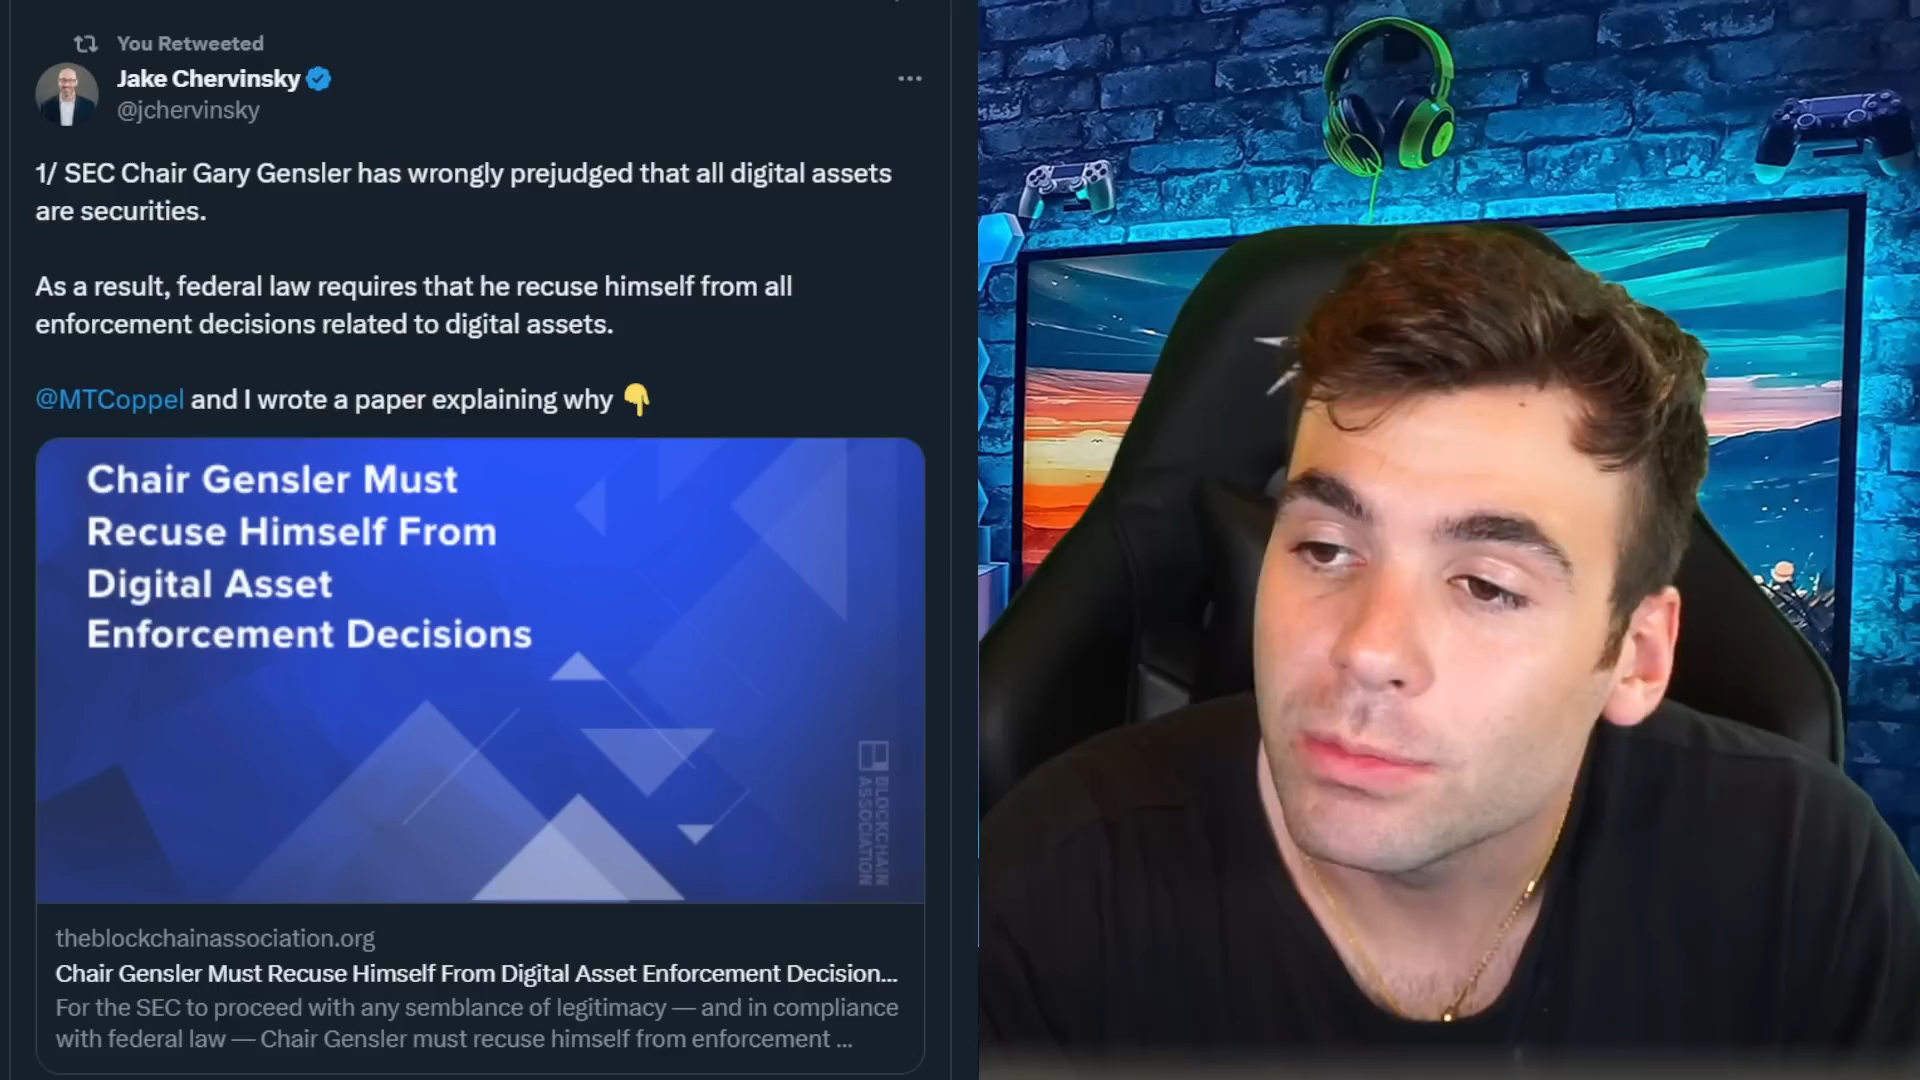 You Retweeted
Jake Chervinsky
@jchervinsky
1/ SEC Chair Gary Gensler has wrongly prejudged that all digital assets
are securities.
As a result, federal law requires that he recuse himself from all
enforcement decisions related to digital assets.
@MTCoppel and I wrote a paper explaining why 👇
Chair Gensler Must
Recuse Himself From
Digital Asset
Enforcement Decisions
BLOCKCHAIN
ASSOCIATION
theblockchainassociation.org
Chair Gensler Must Recuse Himself From Digital Asset Enforcement Decision...
For the SEC to proceed with any semblance of legitimacy — and in compliance
with federal law — Chair Gensler must recuse himself from enforcement ...